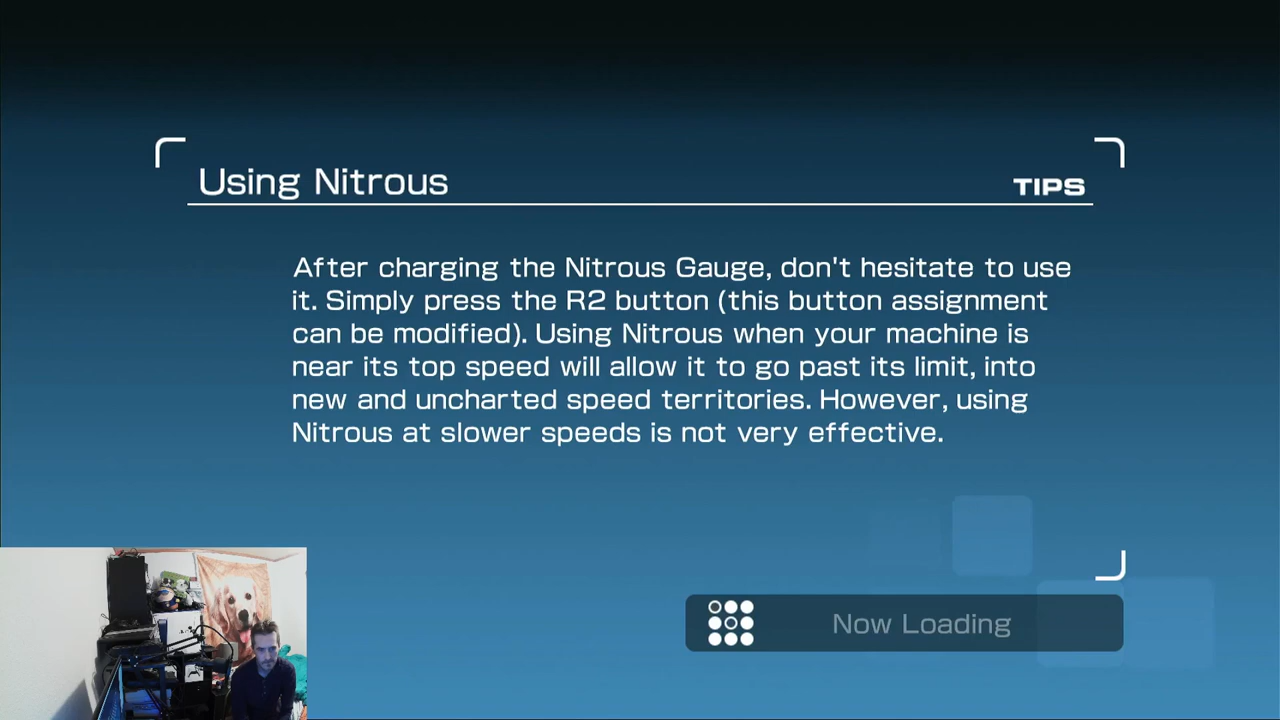 Using Nitrous
TIPS
After charging the Nitrous Gauge, don't hesitate to use
it. Simply press the R2 button (this button assignment
can be modified). Using Nitrous when your machine is
near its top speed will allow it to go past its limit, into
new and uncharted speed territories. However, using
Nitrous at slower speeds is not very effective.
Now Loading